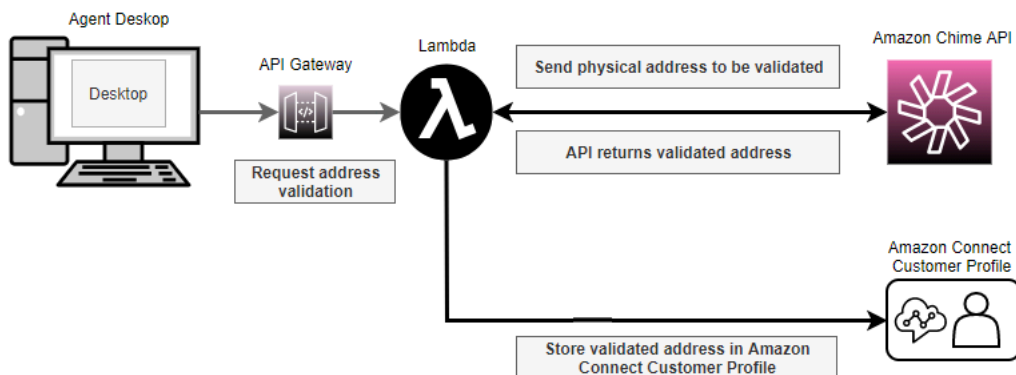 Agent Deskop
Desktop
API Gateway
Request address
validation
Lambda
Send physical address to be validated
API returns validated address
Amazon Chime API
Amazon Connect
Customer Profile
Store validated address in Amazon
Connect Customer Profile